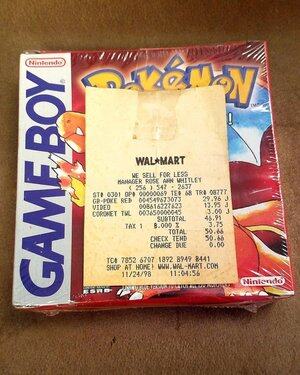 Nintendo
GAME BOY
POKéMON
WAL★MART
WE SELL FOR LESS
MANAGER ROSE ANN WHITLEY
( 256 ) 547 - 2637
ST# 0301 OP# 00000069 TE# 68 TR# 08777
GB-POKE RED 004549673073 29.96 J
VIDEO 008616227623 13.95 J
CORONET TWL 003650000045 3.00 J
SUBTOTAL 46.91
TAX 1 8.000 % 3.75
TOTAL 50.66
CHECK TEND 50.66
CHANGE DUE 0.00
TC# 7852 6707 1892 8949 8441
SHOP AT HOME! WWW.WAL-MART.COM
11/24/98 11:04:56
Nintendo